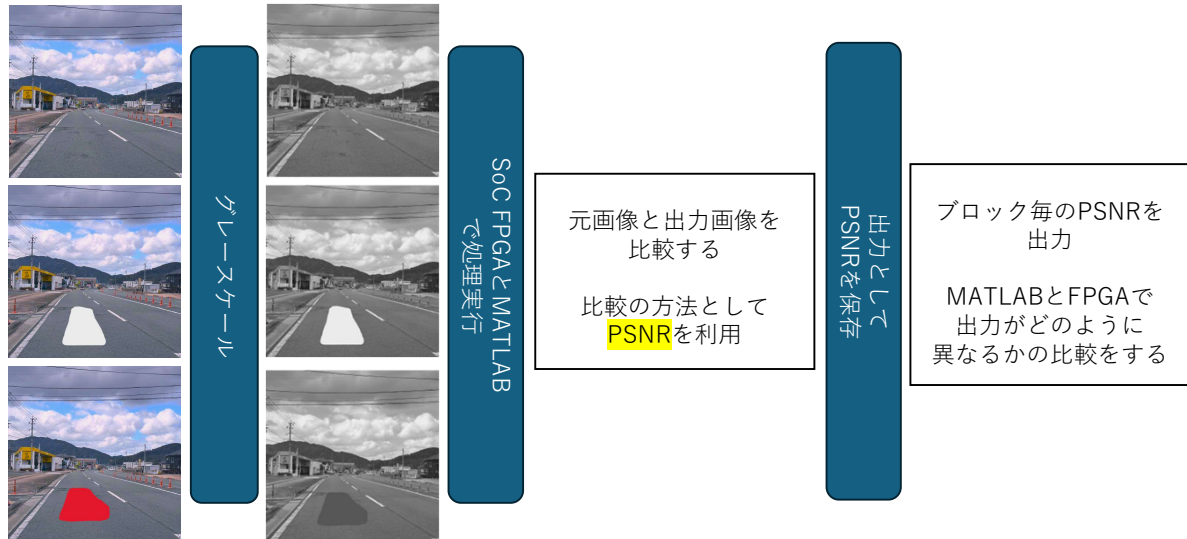 グレースケール
SoC FPGAとMATLAB
で処理実行
元画像と出力画像を
比較する
比較の方法として
PSNRを利用
出力として
PSNRを保存
ブロック毎のPSNRを
出力
MATLABとFPGAで
出力がどのように
異なるかの比較をする